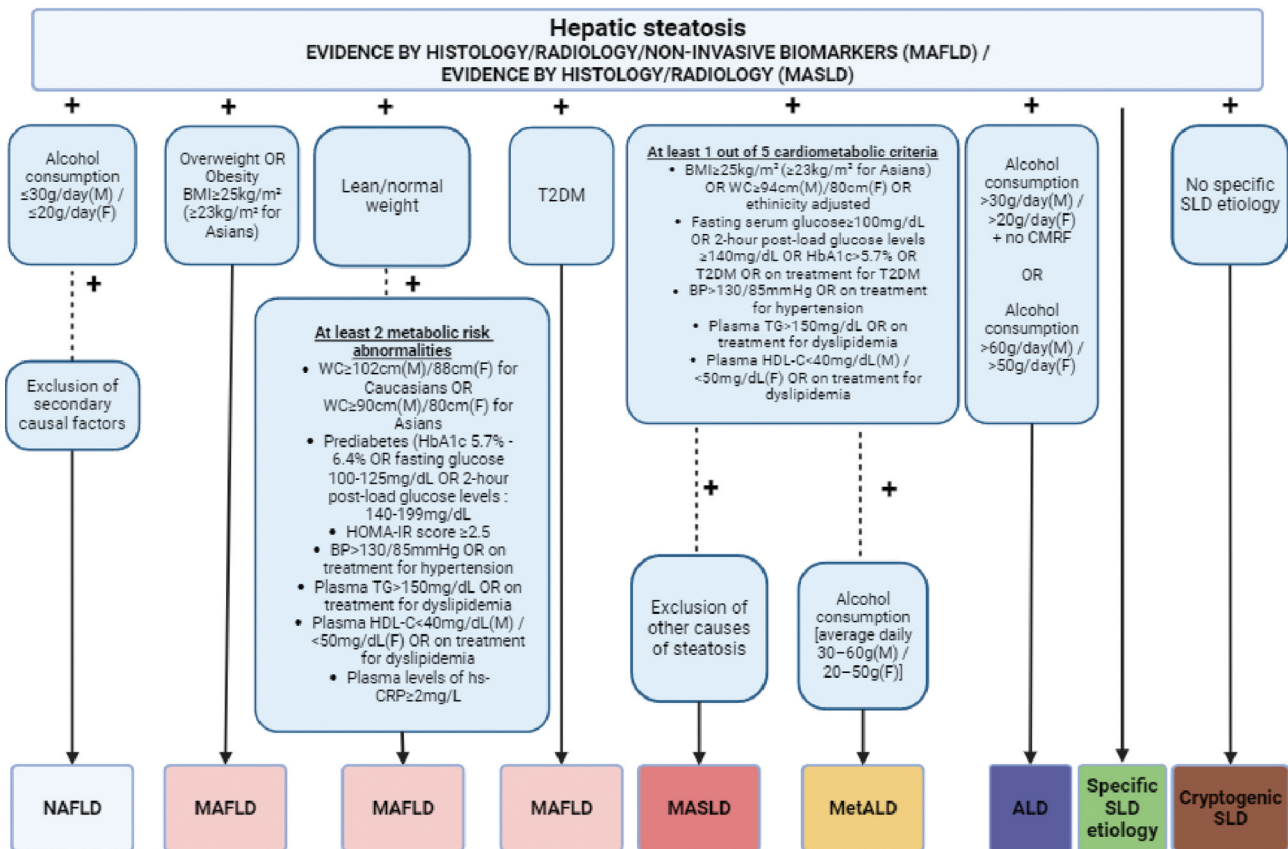 Hepatic steatosis
EVIDENCE BY HISTOLOGY/RADIOLOGY/NON-INVASIVE BIOMARKERS (MAFLD) /
EVIDENCE BY HISTOLOGY/RADIOLOGY (MASLD)
+
+
+
+
+
+
+
Alcohol
consumption
≤30g/day(M) /
≤20g/day(F)
+
Exclusion of
secondary
causal factors
Overweight OR
Obesity
BMI≥25kg/m²
(≥23kg/m² for
Asians)
Lean/normal
weight
+
At least 2 metabolic risk
abnormalities
• WC≥102cm(M)/88cm(F) for
Caucasians OR
WC≥90cm(M)/80cm(F) for
Asians
• Prediabetes (HbA1c 5.7% -
6.4% OR fasting glucose
100-125mg/dL OR 2-hour
post-load glucose levels :
140-199mg/dL
• HOMA-IR score ≥2.5
• BP>130/85mmHg OR on
treatment for hypertension
• Plasma TG>150mg/dL OR on
treatment for dyslipidemia
• Plasma HDL-C<40mg/dL(M) /
<50mg/dL(F) OR on treatment
for dyslipidemia
• Plasma levels of hs-
CRP≥2mg/L
T2DM
At least 1 out of 5 cardiometabolic criteria
• BMI≥25kg/m² (≥23kg/m² for Asians)
OR WC≥94cm(M)/80cm(F) OR
ethinicity adjusted
• Fasting serum glucose≥100mg/dL
OR 2-hour post-load glucose levels
≥140mg/dL OR HbA1c>5.7% OR
T2DM OR on treatment for T2DM
• BP>130/85mmHg OR on treatment
for hypertension
• Plasma TG>150mg/dL OR on
treatment for dyslipidemia
• Plasma HDL-C<40mg/dL(M) /
<50mg/dL(F) OR on treatment for
dyslipidemia
+
+
Exclusion of
other causes
of steatosis
Alcohol
consumption
[average daily
30–60g(M) /
20–50g(F)]
Alcohol
consumption
>30g/day(M) /
>20g/day(F)
+ no CMRF
OR
Alcohol
consumption
>60g/day(M) /
>50g/day(F)
No specific
SLD etiology
NAFLD
MAFLD
MAFLD
MAFLD
MASLD
MetALD
ALD
Specific
SLD
etiology
Cryptogenic
SLD